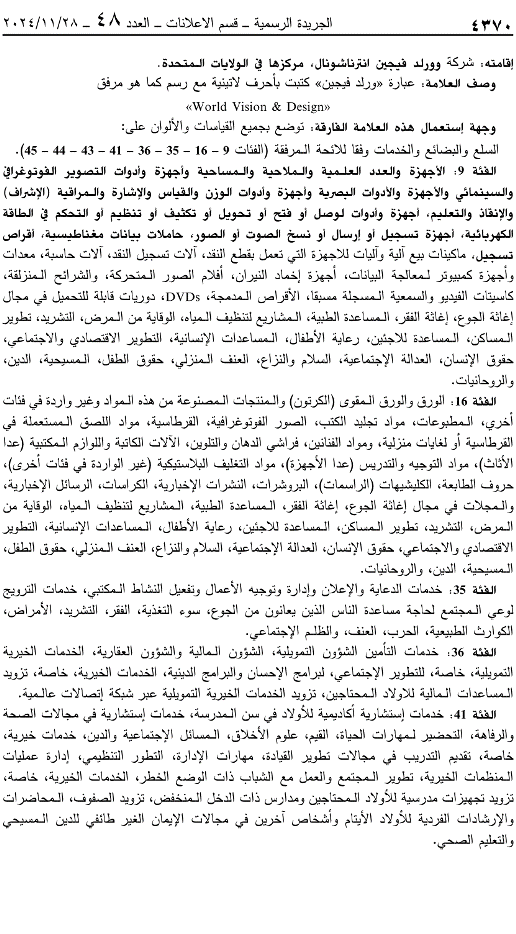 ٤٣٧٠
الجريدة الرسمية ــ قسم الاعلانات ــ العدد ٤٨ ــ ٢٠٢٤/١١/٢٨
إقامته: شركة وورلد فيجين انترناشونال، مركزها في الولايات المتحدة.
وصف العلامة: عبارة «ورلد فيجين» كتبت بأحرف لاتينية مع رسم كما هو مرفق
«World Vision & Design»
وجهة إستعمال هذه العلامة الفارقة: توضع بجميع القياسات والألوان على:
السلع والبضائع والخدمات وفقا للائحة المرفقة (الفئات 9 – 16 – 35 – 36 – 41 – 43 – 44 – 45).
الفئة 9: الأجهزة والعدد العلمية والملاحية والمساحية وأجهزة وأدوات التصوير الفوتوغرافي
والسينمائي والأجهزة والأدوات البصرية وأجهزة وأدوات الوزن والقياس والإشارة والمراقبة (الإشراف)
والإنقاذ والتعليم، أجهزة وأدوات لوصل أو فتح أو تحويل أو تكثيف أو تنظيم أو التحكم في الطاقة
الكهربائية، أجهزة تسجيل أو إرسال أو نسخ الصوت أو الصور، حاملات بيانات مغناطيسية، أقراص
تسجيل، ماكينات بيع آلية وآليات للاجهزة التي تعمل بقطع النقد، آلات تسجيل النقد، آلات حاسبة، معدات
وأجهزة كمبيوتر لمعالجة البيانات، أجهزة إخماد النيران، أفلام الصور المتحركة، والشرائح المنزلقة،
كاسيتات الفيديو والسمعية المسجلة مسبقا، الأقراص المدمجة، DVDs، دوريات قابلة للتحميل في مجال
إغاثة الجوع، إغاثة الفقر، المساعدة الطبية، المشاريع لتنظيف المياه، الوقاية من المرض، التشريد، تطوير
المساكن، المساعدة للاجئين، رعاية الأطفال، المساعدات الإنسانية، التطوير الاقتصادي والاجتماعي،
حقوق الإنسان، العدالة الإجتماعية، السلام والنزاع، العنف المنزلي، حقوق الطفل، المسيحية، الدين،
والروحانيات.
الفئة 16: الورق والورق المقوى (الكرتون) والمنتجات المصنوعة من هذه المواد وغير واردة في فئات
أخري، المطبوعات، مواد تجليد الكتب، الصور الفوتوغرافية، القرطاسية، مواد اللصق المستعملة في
القرطاسية أو لغايات منزلية، ومواد الفنانين، فراشي الدهان والتلوين، الآلات الكاتبة واللوازم المكتبية (عدا
الأثاث)، مواد التوجيه والتدريس (عدا الأجهزة)، مواد التغليف البلاستيكية (غير الواردة في فئات أخرى)،
حروف الطابعة، الكليشيهات (الراسمات)، البروشرات، النشرات الإخبارية، الكراسات، الرسائل الإخبارية،
والمجلات في مجال إغاثة الجوع، إغاثة الفقر، المساعدة الطبية، المشاريع لتنظيف المياه، الوقاية من
المرض، التشريد، تطوير المساكن، المساعدة للاجئين، رعاية الأطفال، المساعدات الإنسانية، التطوير
الاقتصادي والاجتماعي، حقوق الإنسان، العدالة الإجتماعية، السلام والنزاع، العنف المنزلي، حقوق الطفل،
المسيحية، الدين، والروحانيات.
الفئة 35: خدمات الدعاية والإعلان وإدارة وتوجيه الأعمال وتفعيل النشاط المكتبي، خدمات الترويج
لوعي المجتمع لحاجة مساعدة الناس الذين يعانون من الجوع، سوء التغذية، الفقر، التشريد، الأمراض،
الكوارث الطبيعية، الحرب، العنف، والظلم الإجتماعي.
الفئة 36: خدمات التأمين الشؤون التمويلية، الشؤون المالية والشؤون العقارية، الخدمات الخيرية
التمويلية، خاصة، للتطوير الإجتماعي، لبرامج الإحسان والبرامج الدينية، الخدمات الخيرية، خاصة، تزويد
المساعدات المالية للاولاد المحتاجين، تزويد الخدمات الخيرية التمويلية عبر شبكة إتصالات عالمية.
الفئة 41: خدمات إستشارية أكاديمية للأولاد في سن المدرسة، خدمات إستشارية في مجالات الصحة
والرفاهة، التحضير لمهارات الحياة، القيم، علوم الأخلاق، المسائل الإجتماعية والدين، خدمات خيرية،
خاصة، تقديم التدريب في مجالات تطوير القيادة، مهارات الإدارة، التطور التنظيمي، إدارة عمليات
المنظمات الخيرية، تطوير المجتمع والعمل مع الشباب ذات الوضع الخطر، الخدمات الخيرية، خاصة،
تزويد تجهيزات مدرسية للأولاد المحتاجين ومدارس ذات الدخل المنخفض، تزويد الصفوف، المحاضرات
والإرشادات الفردية للأولاد الأيتام وأشخاص آخرين في مجالات الإيمان الغير طائفي للدين المسيحي
والتعليم الصحي.